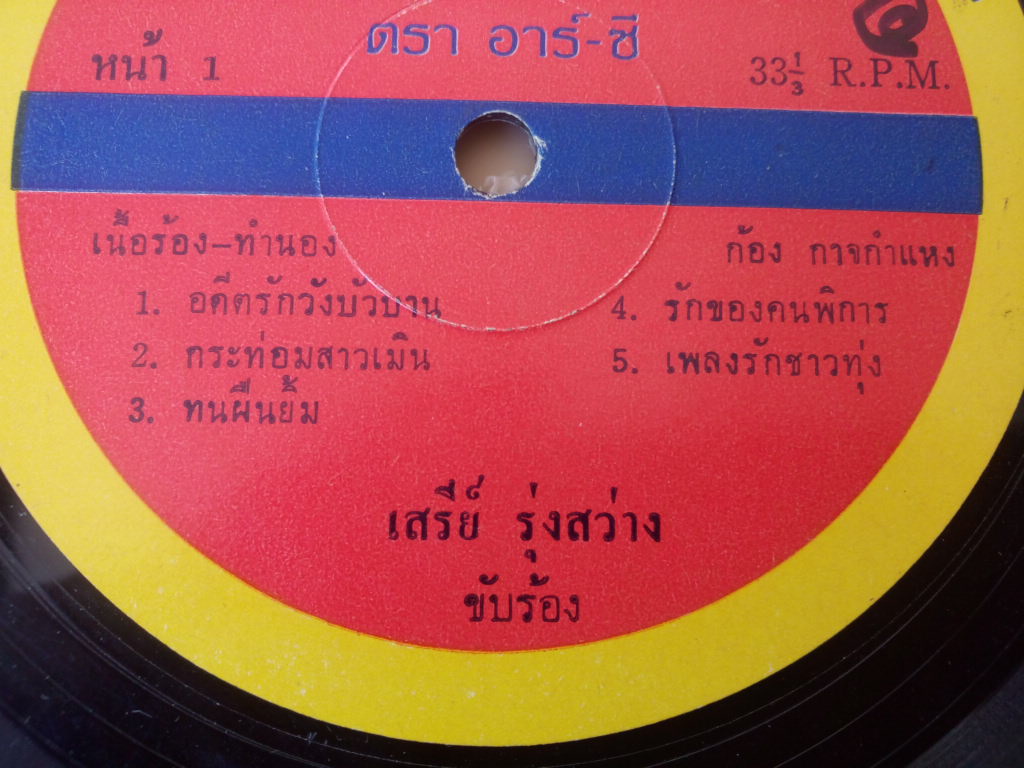 ตรา อาร์-ซี
หน้า 1
33⅓ R.P.M.
เนื้อร้อง-ทำนอง
ก้อง กาจกำแหง
1. อดีตรักวังบัวบาน
2. กระท่อมสาวเมิน
3. ทนฝืนยิ้ม
4. รักของคนพิการ
5. เพลงรักชาวทุ่ง
เสรีย์ รุ่งสว่าง
ขับร้อง